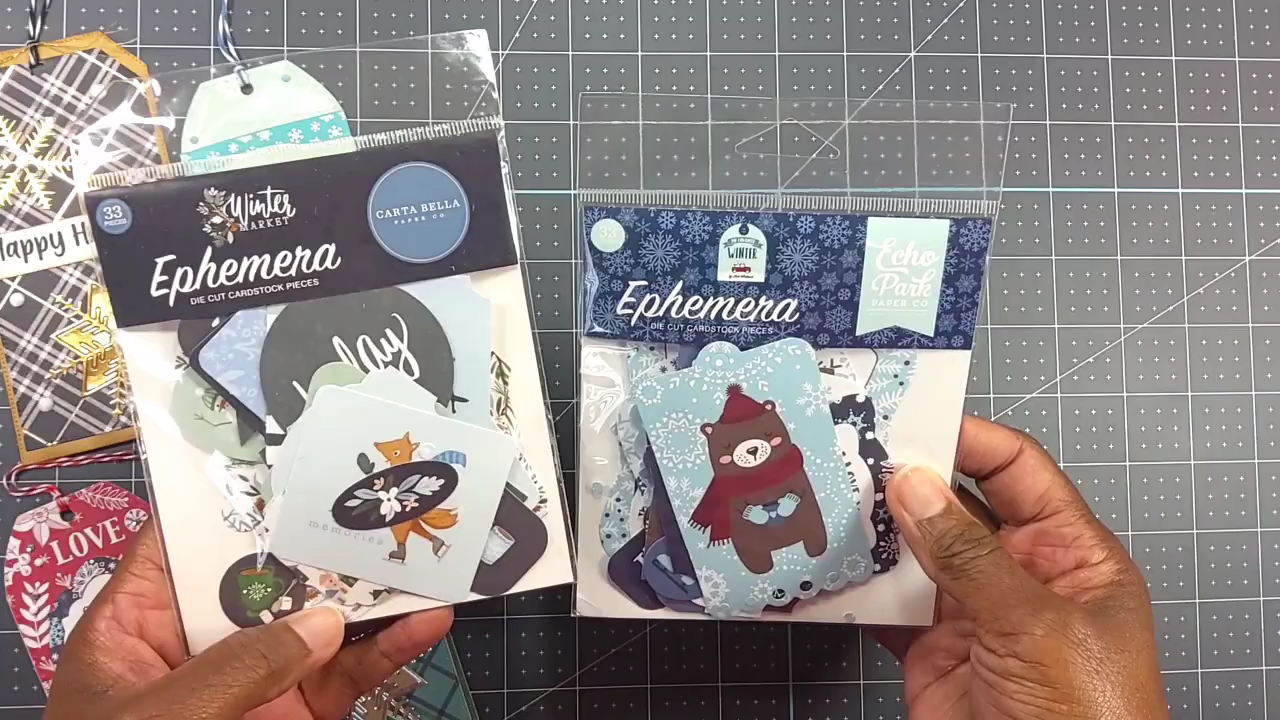 Happy H
LOVE
33
PIECES
Winter
MARKET
CARTA BELLA
PAPER CO.
Ephemera
DIE CUT CARDSTOCK PIECES
lay
memories
33
WINTER
Echo
Park
PAPER CO
Ephemera
DIE CUT CARDSTOCK PIECES